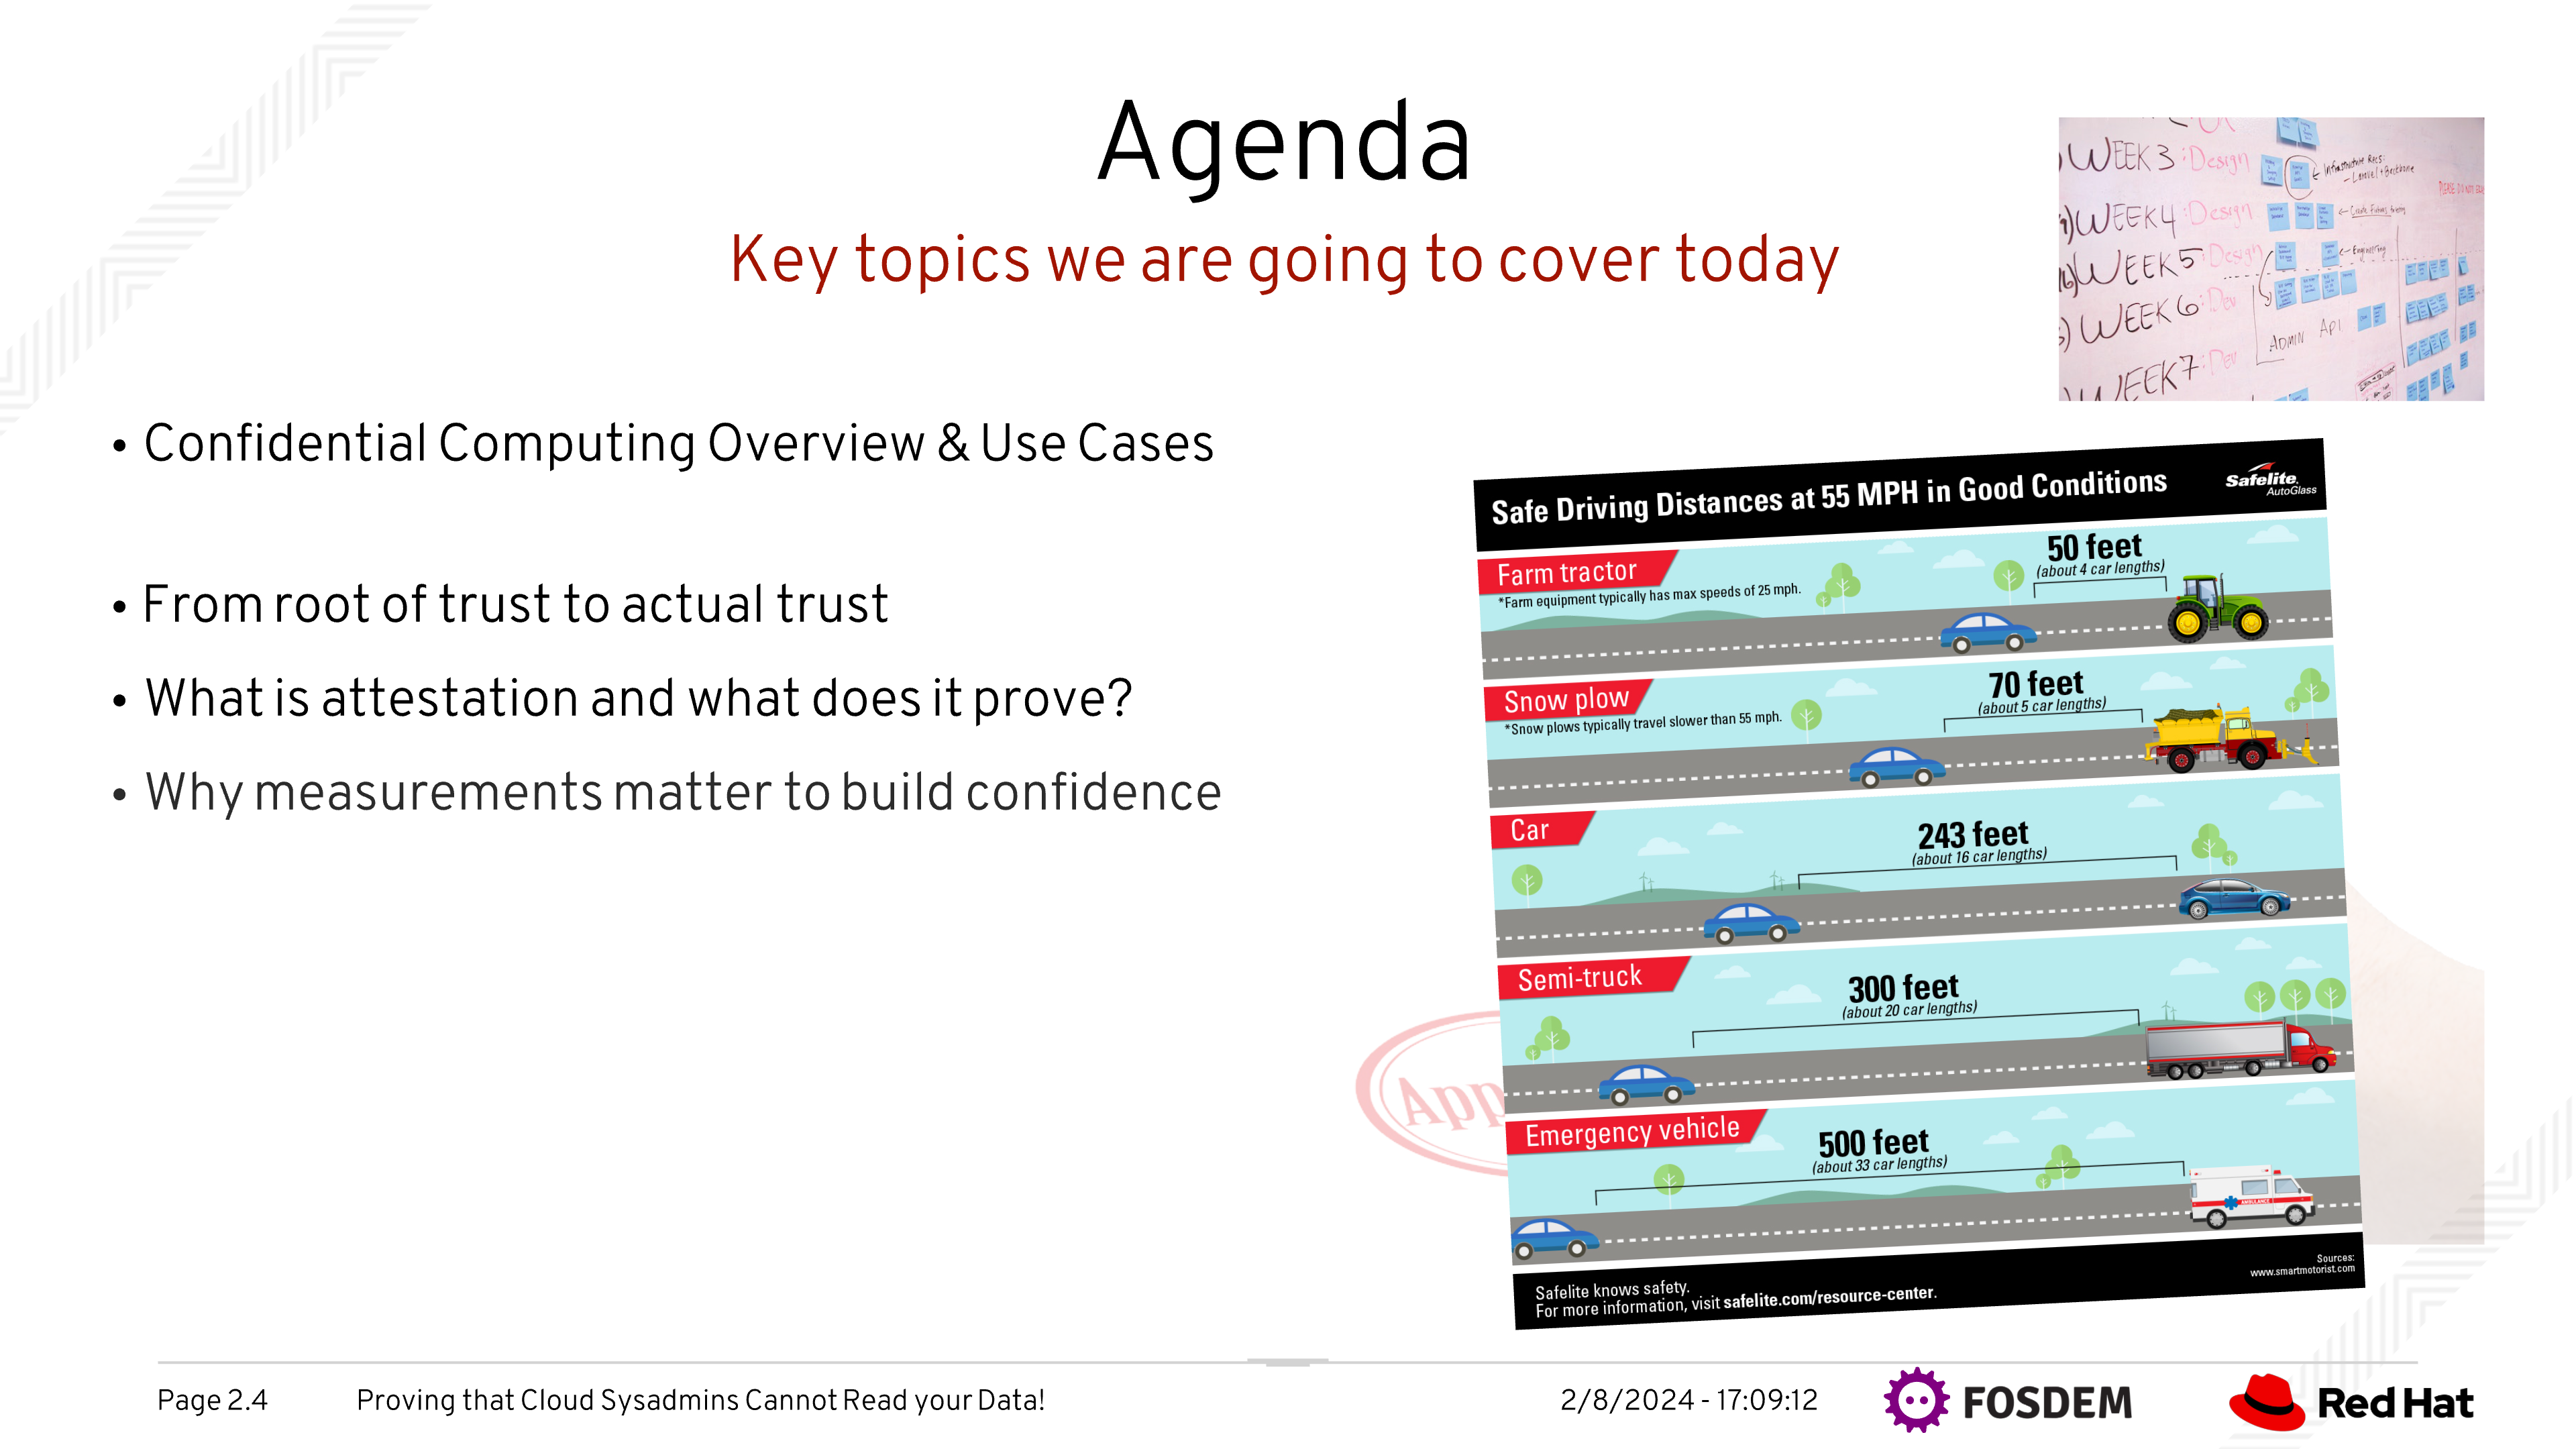 Agenda
Key topics we are going to cover today
WEEK 3: Design
Infrastructure Recs:
- Laravel + Backbone
WEEK 4: Design
WEEK 5: Design
Engineering
WEEK 6: Dev
ADMIN API
WEEK 7: Dev
• Confidential Computing Overview & Use Cases
• From root of trust to actual trust
• What is attestation and what does it prove?
• Why measurements matter to build confidence
Safe Driving Distances at 55 MPH in Good Conditions
Safelite.
AutoGlass
Farm tractor
*Farm equipment typically has max speeds of 25 mph.
50 feet
(about 4 car lengths)
Snow plow
*Snow plows typically travel slower than 55 mph.
70 feet
(about 5 car lengths)
Car
243 feet
(about 16 car lengths)
Semi-truck
300 feet
(about 20 car lengths)
App
Emergency vehicle
500 feet
(about 33 car lengths)
AMBULANCE
Safelite knows safety.
For more information, visit safelite.com/resource-center.
Sources:
www.smartmotorist.com
Page 2.4
Proving that Cloud Sysadmins Cannot Read your Data!
2/8/2024 - 17:09:12
FOSDEM
Red Hat